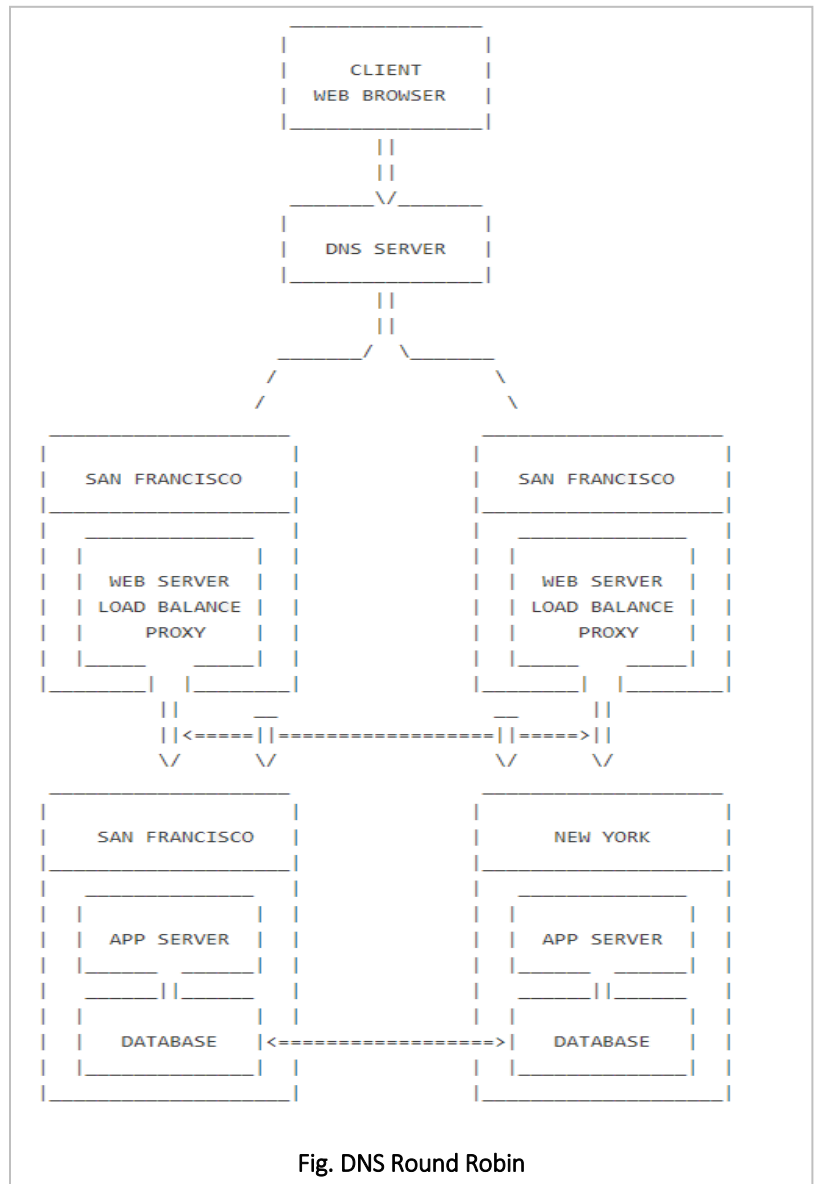 CLIENT
WEB BROWSER
DNS SERVER
SAN FRANCISCO SAN FRANCISCO
WEB SERVER WEB SERVER
LOAD BALANCE LOAD BALANCE
PROXY PROXY
SAN FRANCISCO NEW YORK
APP SERVER APP SERVER
DATABASE DATABASE
Fig. DNS Round Robin